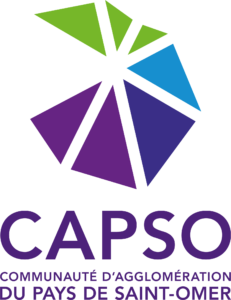 CAPSO
COMMUNAUTÉ D'AGGLOMÉRATION
DU PAYS DE SAINT-OMER